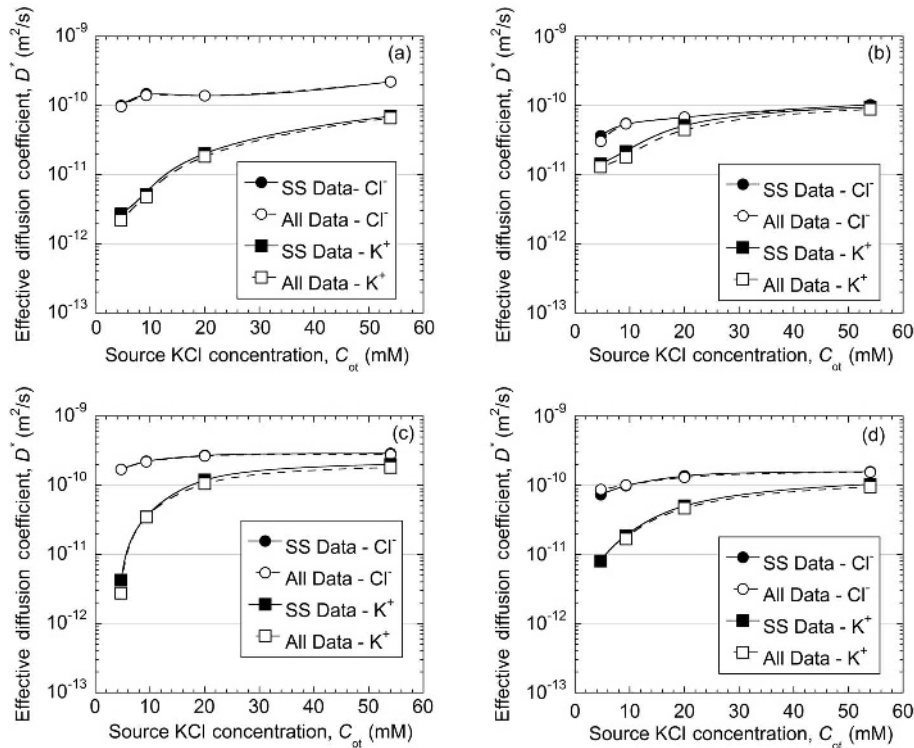 (a)
Effective diffusion coefficient, D* (m²/s)
10⁻⁹
10⁻¹⁰
10⁻¹¹
10⁻¹²
10⁻¹³
SS Data- Cl⁻
All Data - Cl⁻
SS Data - K⁺
All Data - K⁺
0 10 20 30 40 50 60
Source KCl concentration, Cₒₜ (mM)
(b)
Effective diffusion coefficient, D* (m²/s)
10⁻⁹
10⁻¹⁰
10⁻¹¹
10⁻¹²
10⁻¹³
SS Data - Cl⁻
All Data - Cl⁻
SS Data - K⁺
All Data - K⁺
0 10 20 30 40 50 60
Source KCl concentration, Cₒₜ (mM)
(c)
Effective diffusion coefficient, D* (m²/s)
10⁻⁹
10⁻¹⁰
10⁻¹¹
10⁻¹²
10⁻¹³
SS Data - Cl⁻
All Data - Cl⁻
SS Data - K⁺
All Data - K⁺
0 10 20 30 40 50 60
Source KCl concentration, Cₒₜ (mM)
(d)
Effective diffusion coefficient, D* (m²/s)
10⁻⁹
10⁻¹⁰
10⁻¹¹
10⁻¹²
10⁻¹³
SS Data - Cl⁻
All Data - Cl⁻
SS Data - K⁺
All Data - K⁺
0 10 20 30 40 50 60
Source KCl concentration, Cₒₜ (mM)